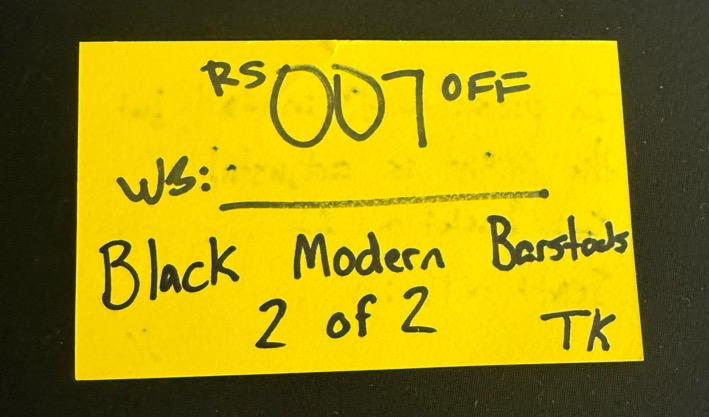 RS 007 OFF
WS:
Black Modern Barstools
2 of 2
TK